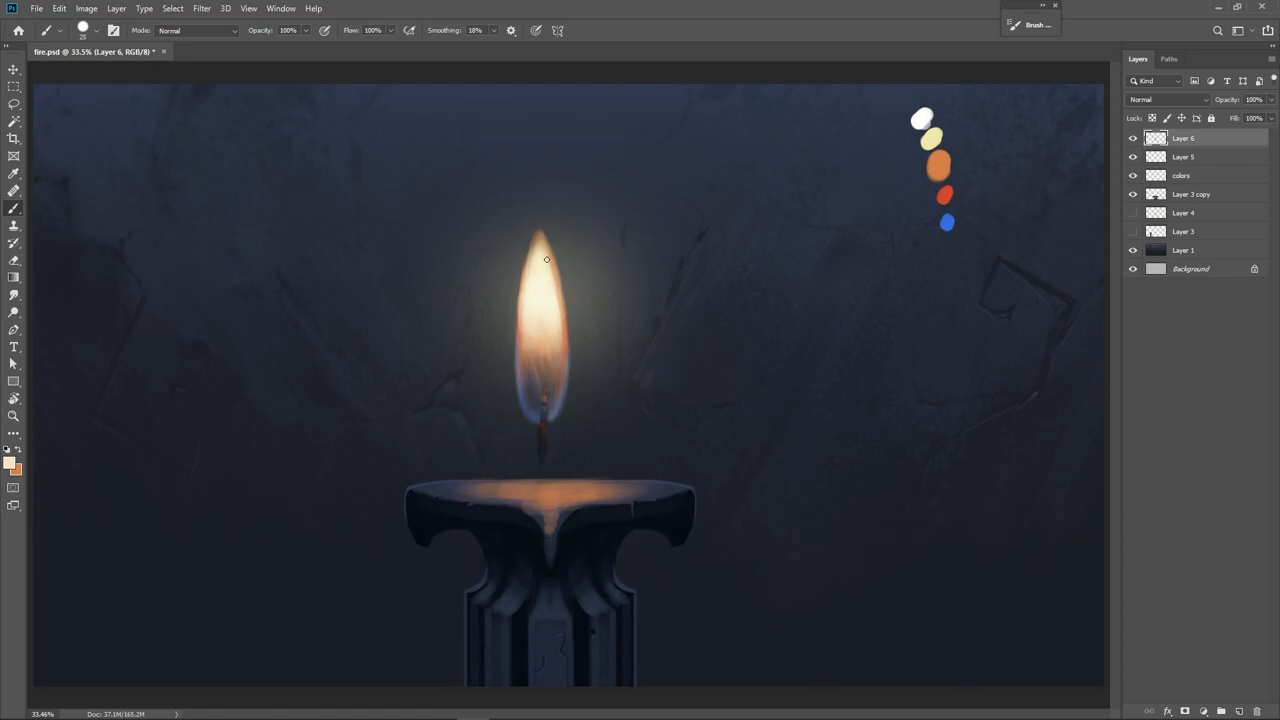 Ps File Edit Image Layer Type Select Filter 3D View Window Help
Brush ...
25 Mode: Normal Opacity: 100% Flow: 100% Smoothing: 18%
fire.psd @ 33.5% (Layer 6, RGB/8) * ×
Layers Paths
Kind
Normal Opacity: 100%
Lock: Fill: 100%
Layer 6
Layer 5
colors
Layer 3 copy
Layer 4
Layer 3
Layer 1
Background
33.46% Doc: 37.1M/165.2M